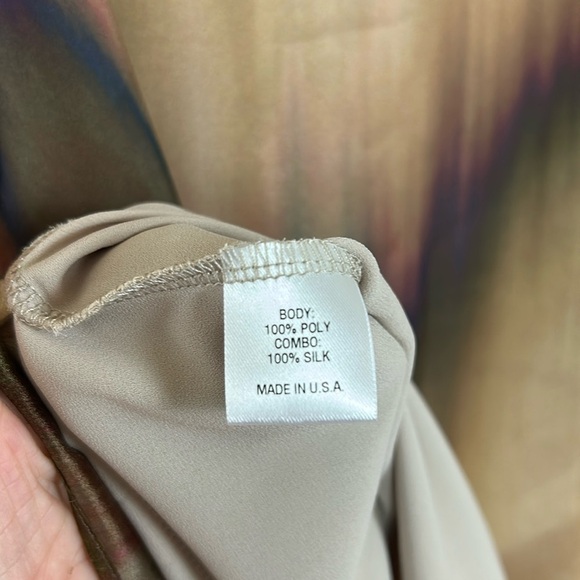 BODY:
100% POLY
COMBO:
100% SILK
MADE IN U.S.A.